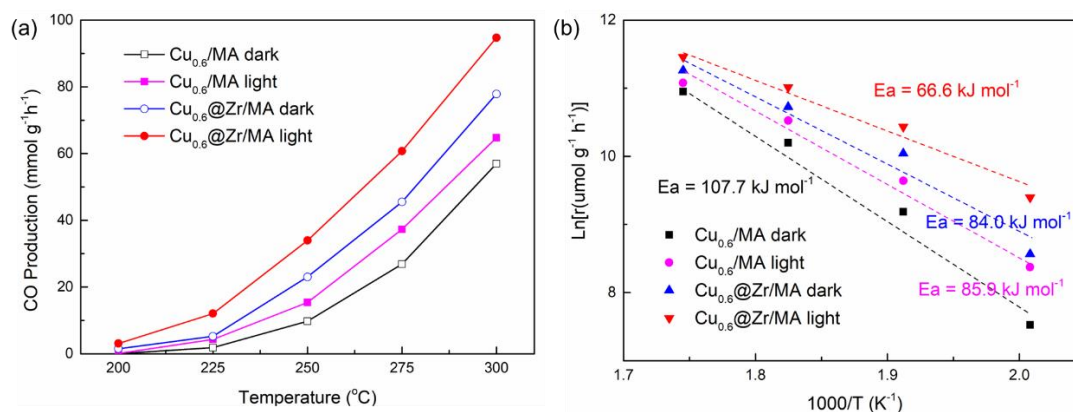 (a)
CO Production (mmol g⁻¹h⁻¹)
100
80
60
40
20
0
Cu₀.₆/MA dark
Cu₀.₆/MA light
Cu₀.₆@Zr/MA dark
Cu₀.₆@Zr/MA light
200
225
250
275
300
Temperature (°C)
(b)
Ln[r(umol g⁻¹ h⁻¹)]
12
11
10
9
8
7
Ea = 66.6 kJ mol⁻¹
Ea = 107.7 kJ mol⁻¹
Ea = 84.0 kJ mol⁻¹
Ea = 85.9 kJ mol⁻¹
Cu₀.₆/MA dark
Cu₀.₆/MA light
Cu₀.₆@Zr/MA dark
Cu₀.₆@Zr/MA light
1.7
1.8
1.9
2.0
1000/T (K⁻¹)